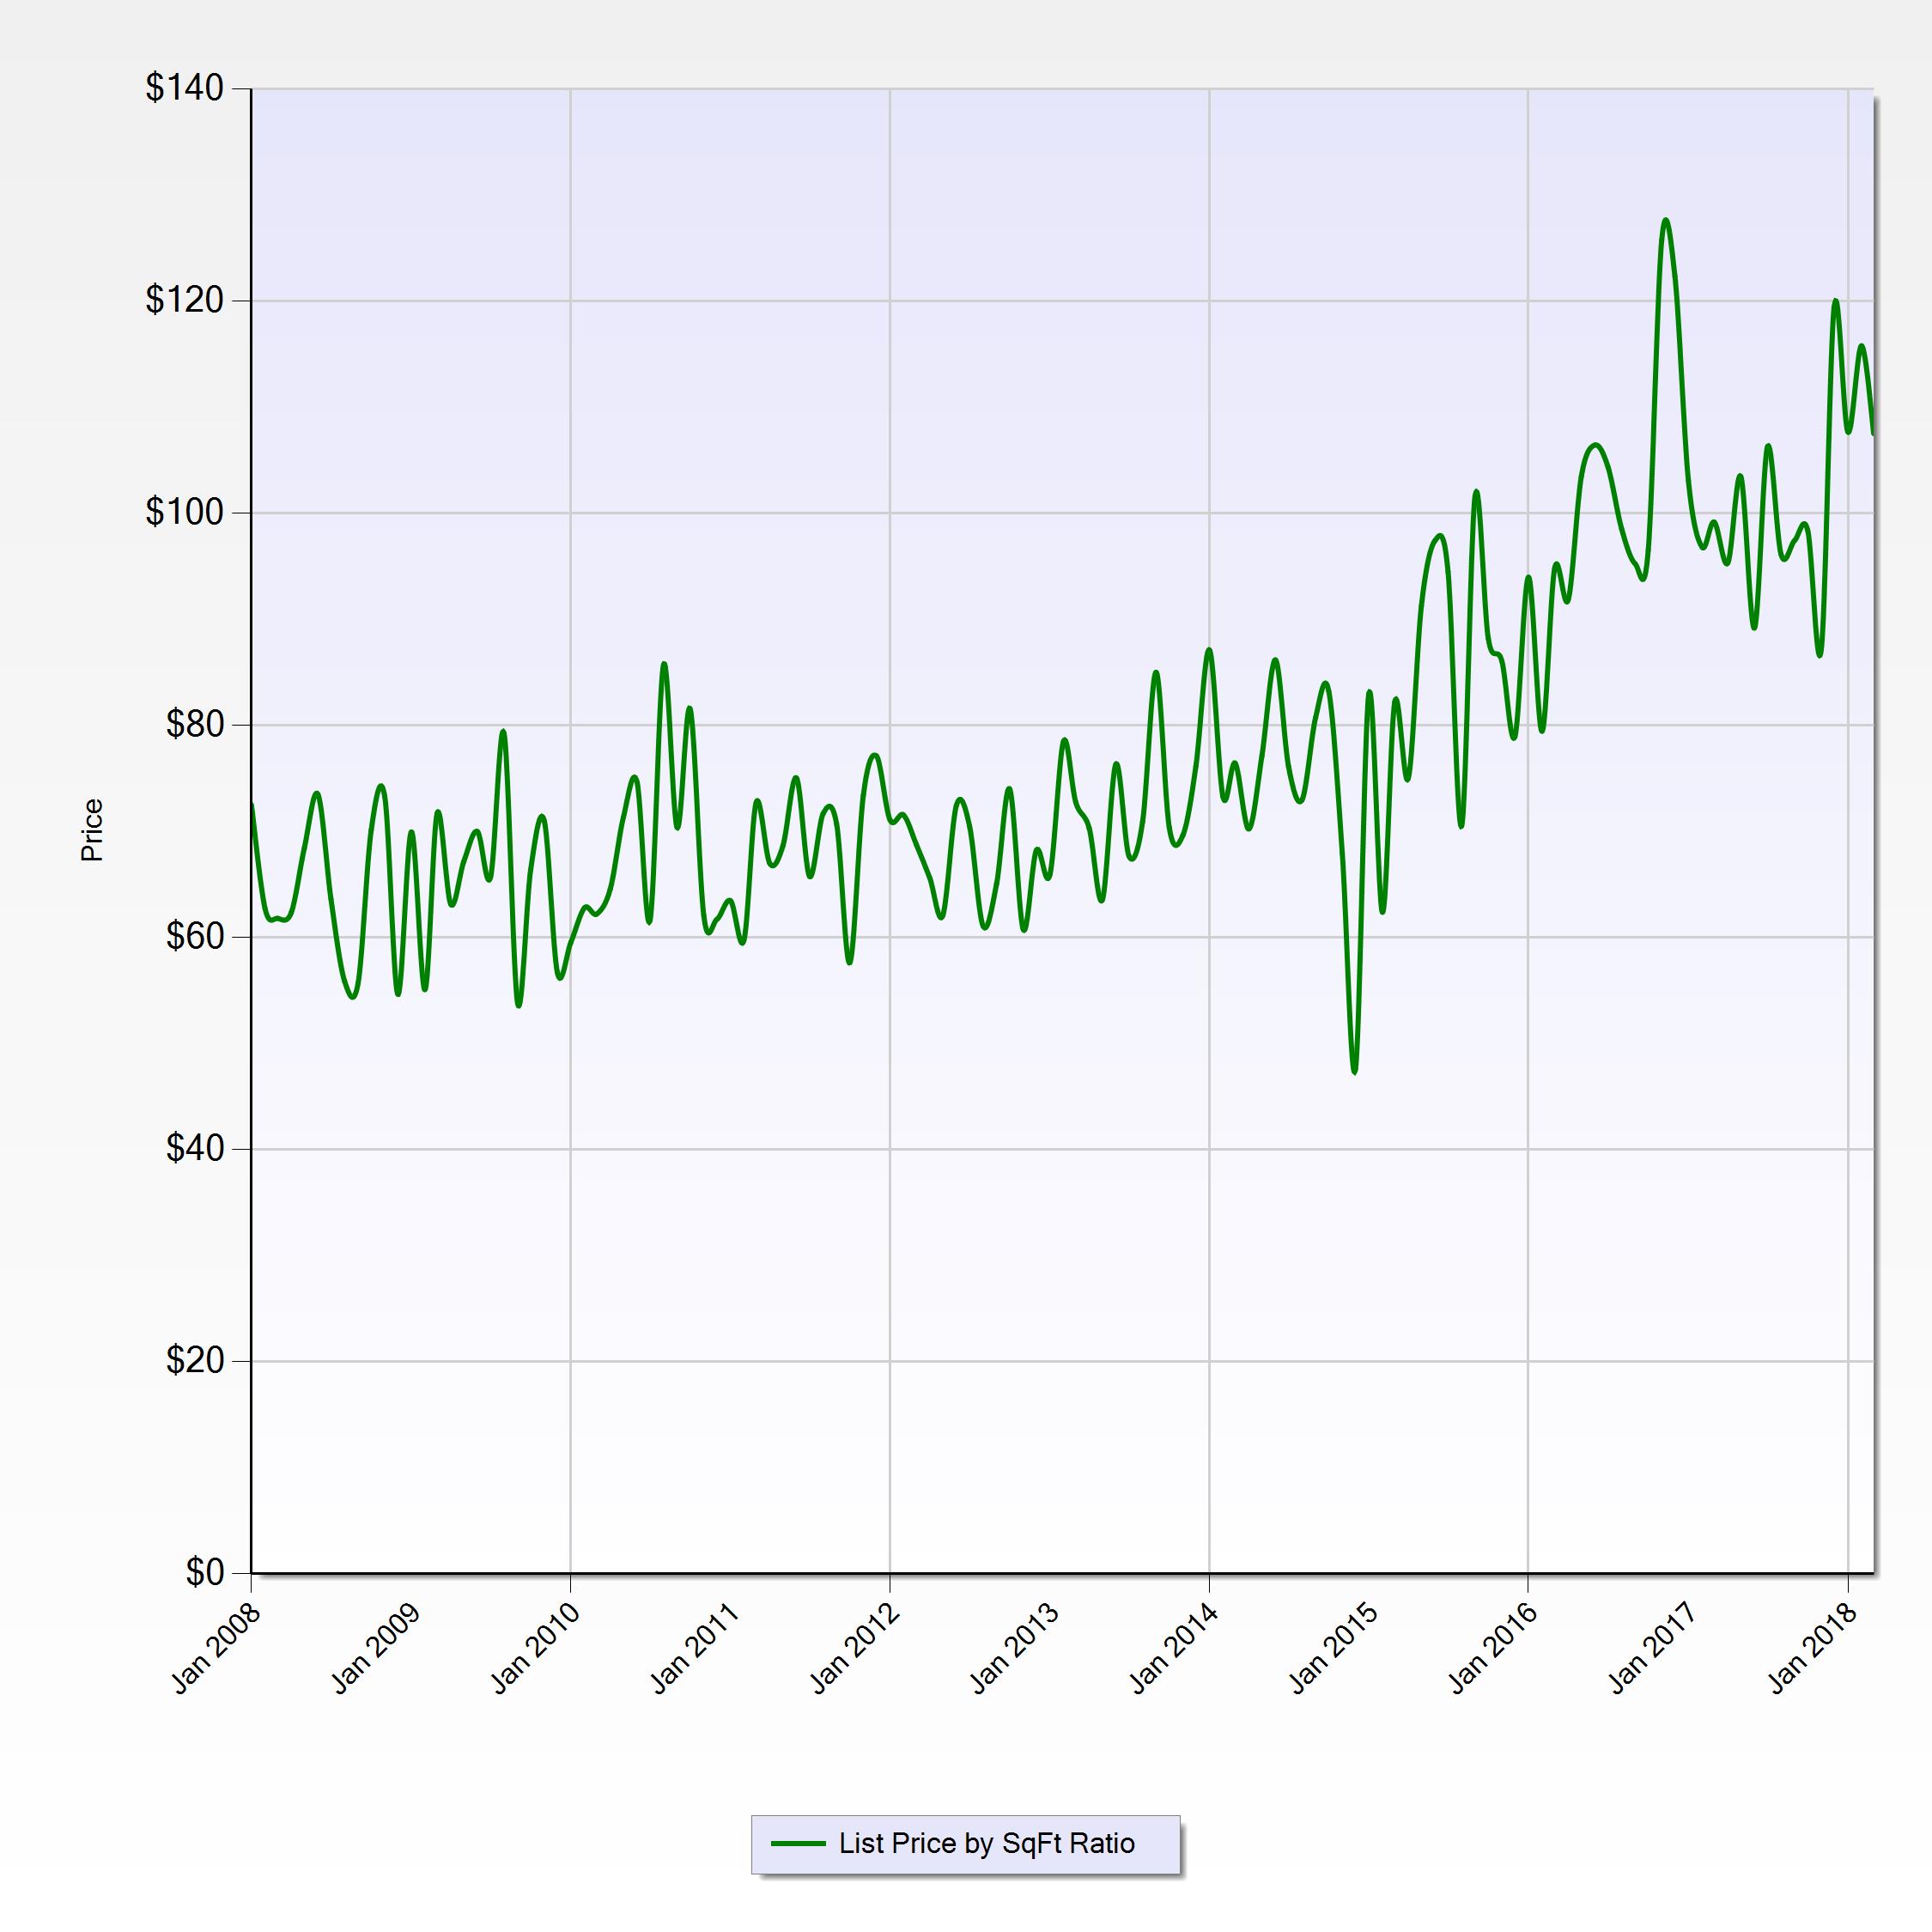 $140
$120
$100
$80
$60
$40
$20
$0
Price
Jan 2008
Jan 2009
Jan 2010
Jan 2011
Jan 2012
Jan 2013
Jan 2014
Jan 2015
Jan 2016
Jan 2017
Jan 2018
List Price by SqFt Ratio